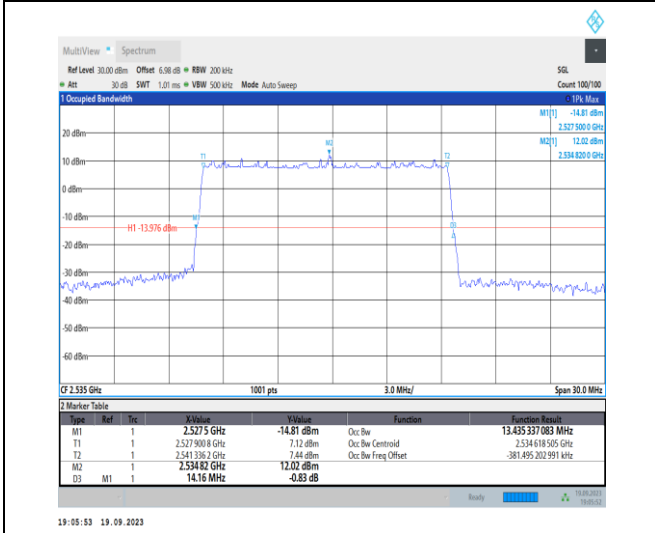 MultiView Spectrum
Ref Level 30.00 dBm Offset 6.98 dB RBW 200 kHz SGL
Att 30 dB SWT 1.01 ms VBW 500 kHz Mode Auto Sweep Count 100/100
1 Occupied Bandwidth 1Pk Max
M1[1] -14.81 dBm
2.527 500 0 GHz
M2[1] 12.02 dBm
2.534 820 0 GHz
20 dBm
M2
T1 T2
10 dBm
0 dBm
-10 dBm
M1
H1 -13.976 dBm
D3
-20 dBm
-30 dBm
-40 dBm
-50 dBm
-60 dBm
CF 2.535 GHz 1001 pts 3.0 MHz/ Span 30.0 MHz
2 Marker Table
Type Ref Trc X-Value Y-Value Function Function Result
M1 1 2.5275 GHz -14.81 dBm Occ Bw 13.435 337 083 MHz
T1 1 2.527 900 8 GHz 7.12 dBm Occ Bw Centroid 2.534 618 505 GHz
T2 1 2.541 336 2 GHz 7.44 dBm Occ Bw Freq Offset -381.495 202 991 kHz
M2 1 2.534 82 GHz 12.02 dBm
D3 M1 1 14.16 MHz -0.83 dB
Ready 19.09.2023
19:05:52
19:05:53 19.09.2023